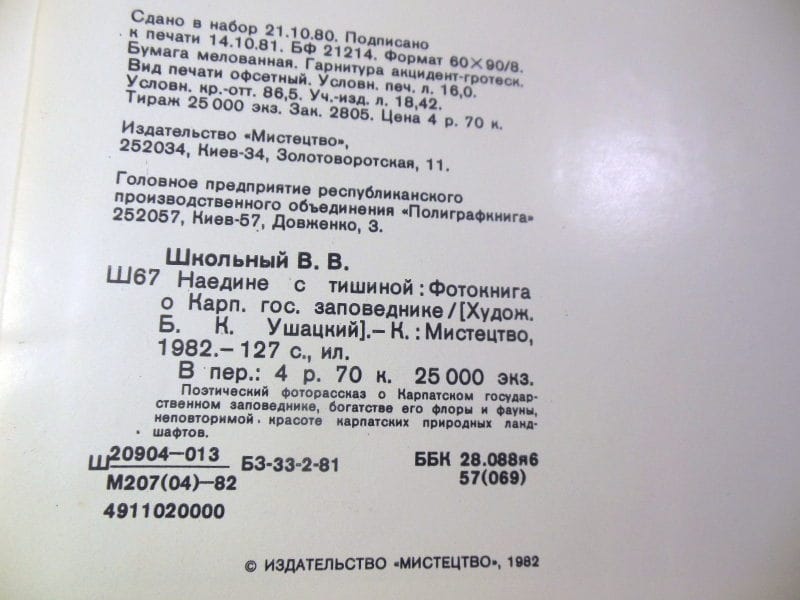 Сдано в набор 21.10.80. Подписано
к печати 14.10.81. БФ 21214. Формат 60×90/8.
Бумага мелованная. Гарнитура акцидент-гротеск.
Вид печати офсетный. Условн. печ. л. 16,0.
Условн. кр.-отт. 86,5. Уч.-изд. л. 18,42.
Тираж 25 000 экз. Зак. 2805. Цена 4 р. 70 к.
Издательство «Мистецтво»,
252034, Киев-34, Золотоворотская, 11.
Головное предприятие республиканского
производственного объединения «Полиграфкнига»
252057, Киев-57, Довженко, 3.
Школьный В. В.
Ш67 Наедине с тишиной : Фотокнига
о Карп. гос. заповеднике / [Худож.
Б. К. Ушацкий]. – К. : Мистецтво,
1982. – 127 с., ил.
В пер.: 4 р. 70 к. 25 000 экз.
Поэтический фоторассказ о Карпатском государ-
ственном заповеднике, богатстве его флоры и фауны,
неповторимой красоте карпатских природных ланд-
шафтов.
Ш 20904—013 БЗ-33-2-81 ББК 28.088я6
М207(04)—82 57(069)
4911020000
© ИЗДАТЕЛЬСТВО «МИСТЕЦТВО», 1982